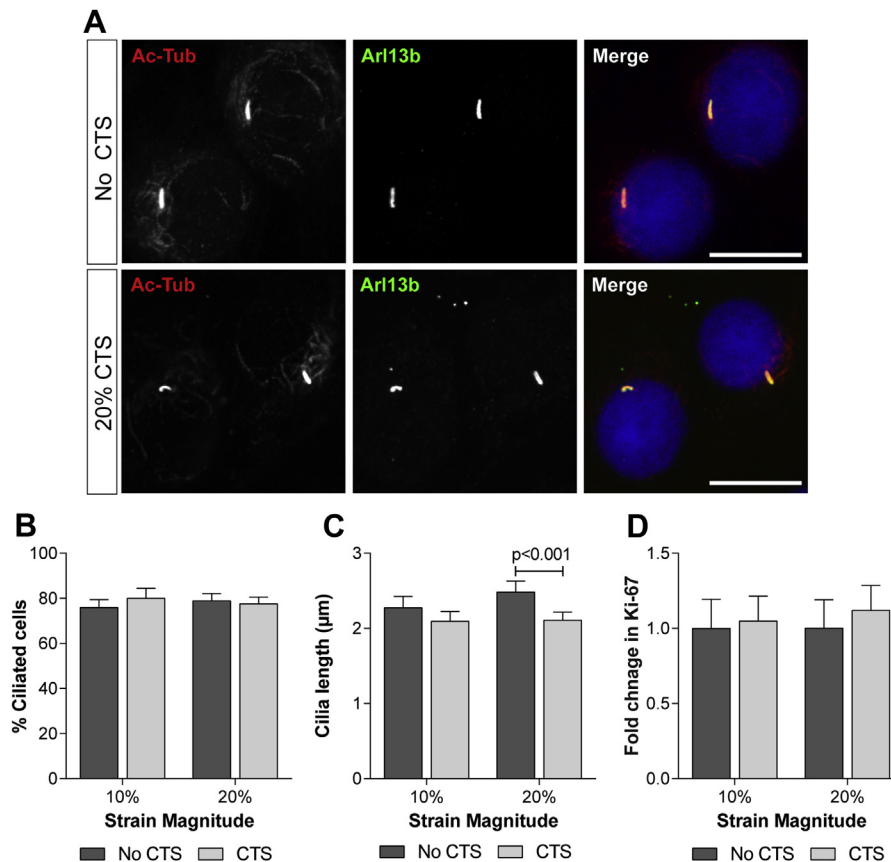 A
Ac-Tub
Arl13b
Merge
No CTS
Ac-Tub
Arl13b
Merge
20% CTS
B
100
80
60
40
20
0
% Ciliated cells
10%
20%
Strain Magnitude
No CTS
CTS
C
p<0.001
3
2
1
0
Cilia length (µm)
10%
20%
Strain Magnitude
No CTS
CTS
D
1.5
1.0
0.5
0.0
Fold chnage in Ki-67
10%
20%
Strain Magnitude
No CTS
CTS